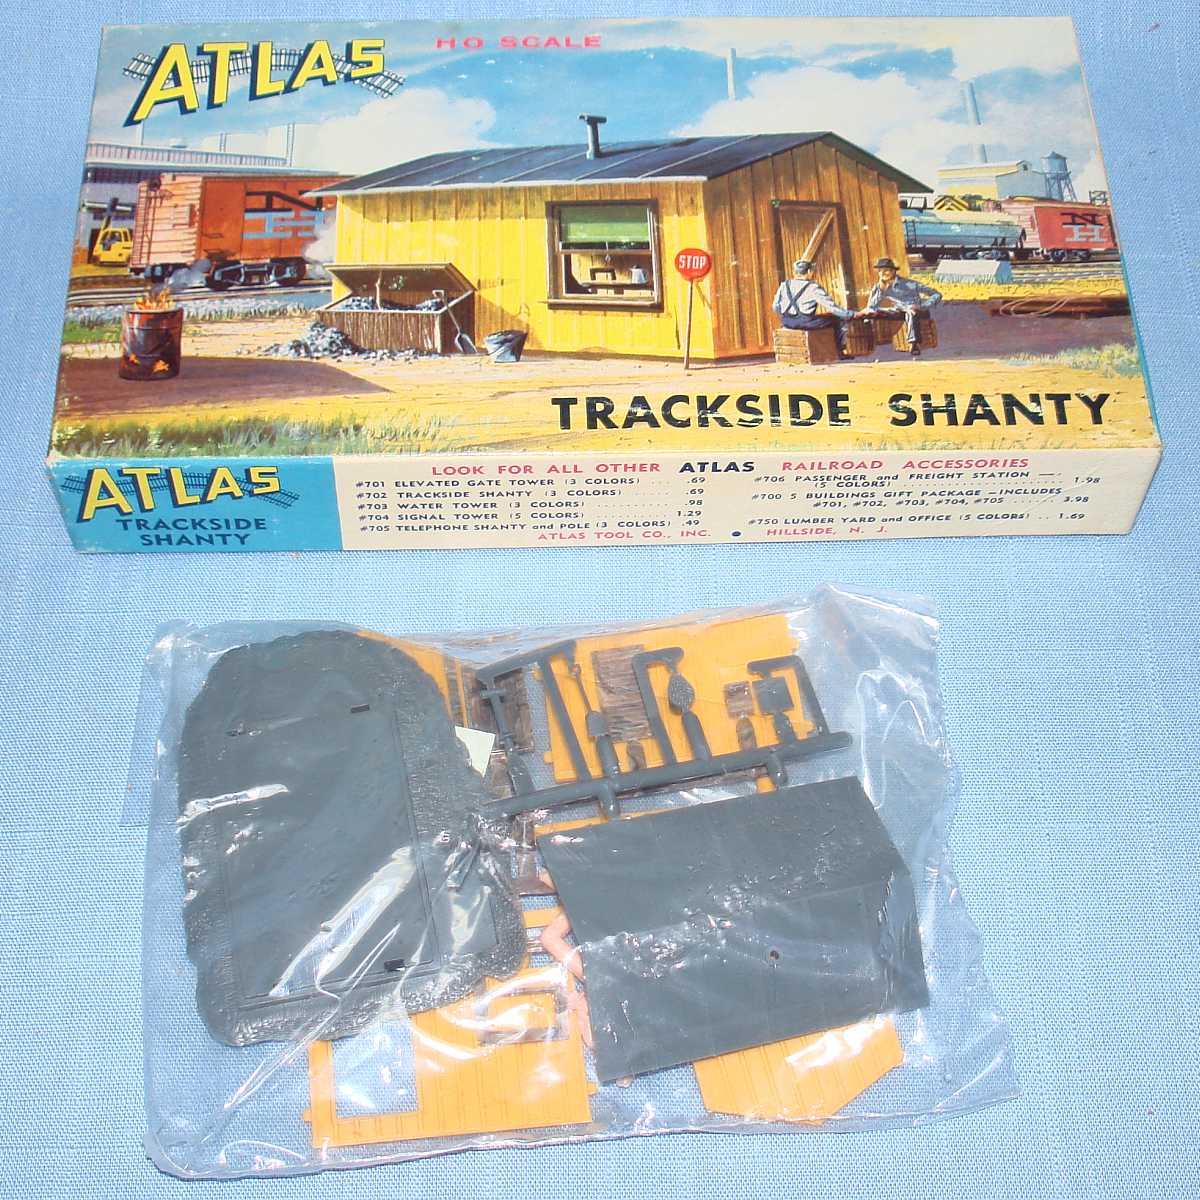 ATLAS
HO SCALE
NH
NH
STOP
TRACKSIDE SHANTY
ATLAS
TRACKSIDE
SHANTY
LOOK FOR ALL OTHER ATLAS RAILROAD ACCESSORIES
#701 ELEVATED GATE TOWER (3 COLORS) ... .69
#702 TRACKSIDE SHANTY (3 COLORS) ...... .69
#703 WATER TOWER (3 COLORS) .......... .98
#704 SIGNAL TOWER (5 COLORS) ......... 1.29
#705 TELEPHONE SHANTY and POLE (3 COLORS) .49
#706 PASSENGER and FREIGHT STATION —
(5 COLORS) .................... 1.98
#700 5 BUILDINGS GIFT PACKAGE —INCLUDES
#701, #702, #703, #704, #705 ....... 3.98
#750 LUMBER YARD and OFFICE (5 COLORS) .. 1.69
ATLAS TOOL CO., INC. • HILLSIDE, N. J.